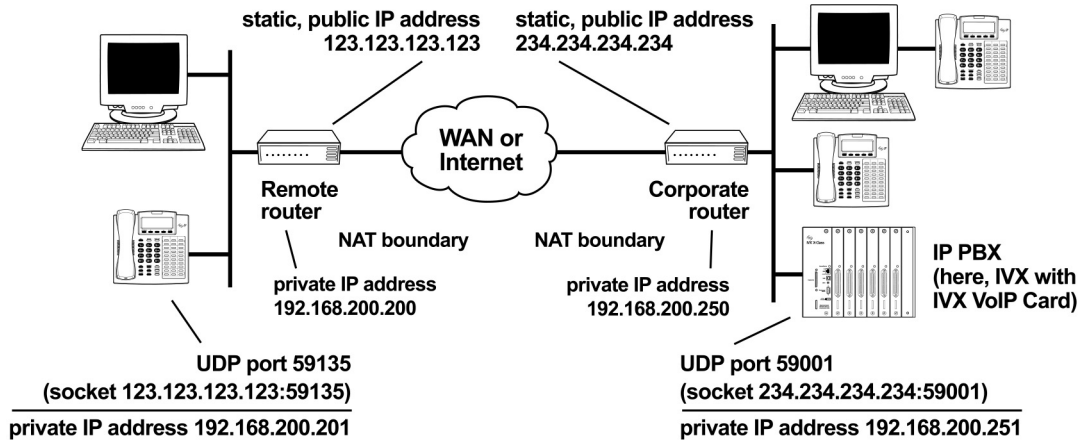 static, public IP address
123.123.123.123
static, public IP address
234.234.234.234
WAN or
Internet
Remote
router
Corporate
router
NAT boundary
NAT boundary
private IP address
192.168.200.200
private IP address
192.168.200.250
IP PBX
(here, IVX with
IVX VoIP Card)
UDP port 59135
(socket 123.123.123.123:59135)
private IP address 192.168.200.201
UDP port 59001
(socket 234.234.234.234:59001)
private IP address 192.168.200.251